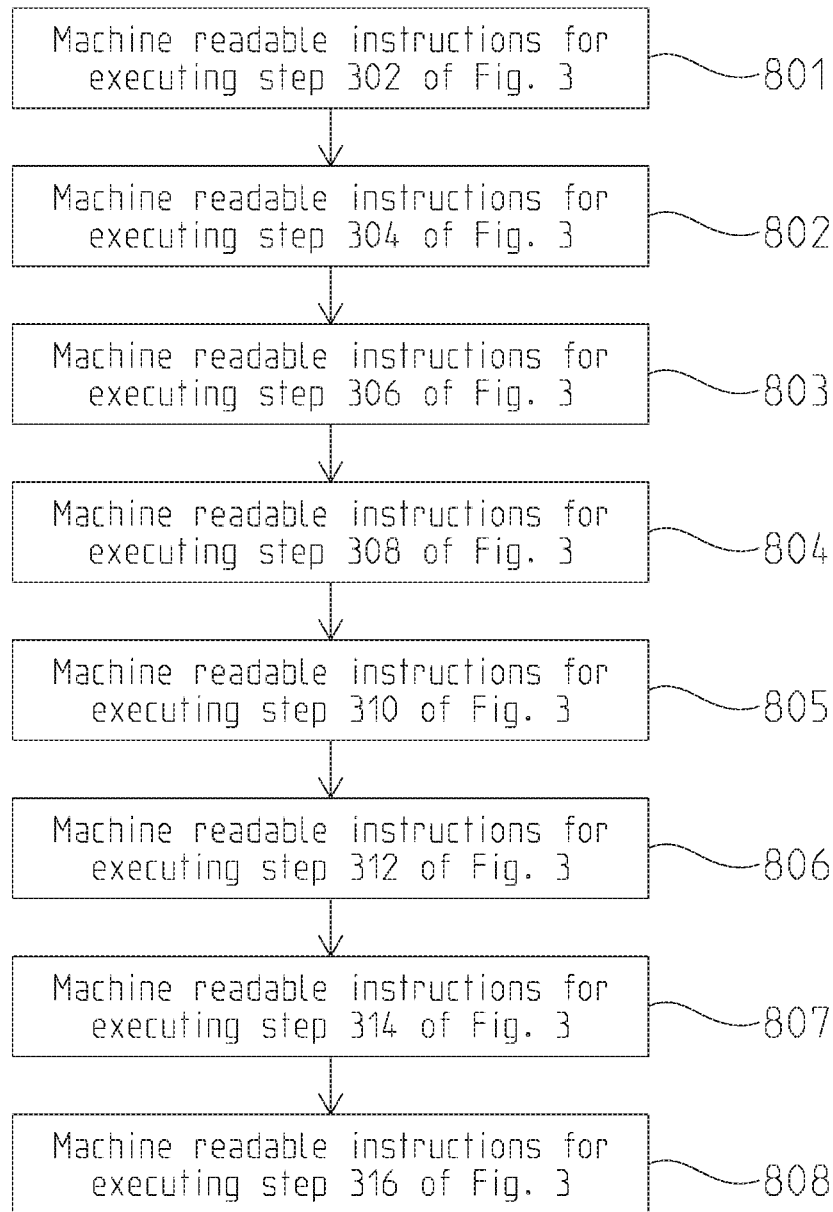 Machine readable instructions for
executing step 302 of Fig. 3
801
Machine readable instructions for
executing step 304 of Fig. 3
802
Machine readable instructions for
executing step 306 of Fig. 3
803
Machine readable instructions for
executing step 308 of Fig. 3
804
Machine readable instructions for
executing step 310 of Fig. 3
805
Machine readable instructions for
executing step 312 of Fig. 3
806
Machine readable instructions for
executing step 314 of Fig. 3
807
Machine readable instructions for
executing step 316 of Fig. 3
808